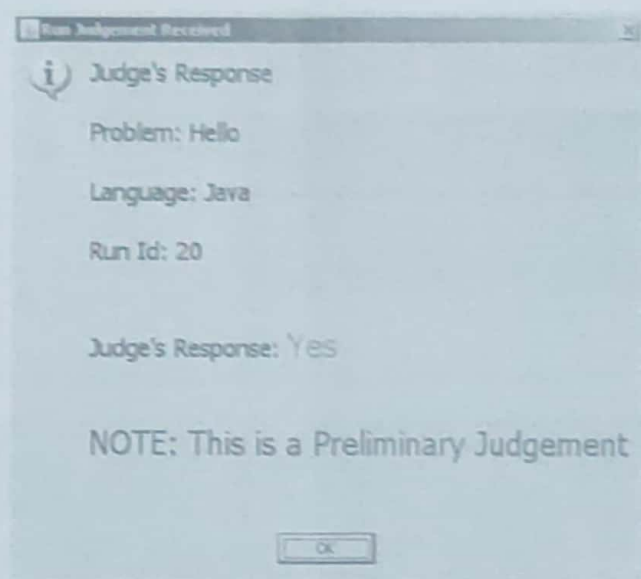 Run Judgement Received
Judge's Response
Problem: Hello
Language: Java
Run Id: 20
Judge's Response: Yes
NOTE: This is a Preliminary Judgement
OK